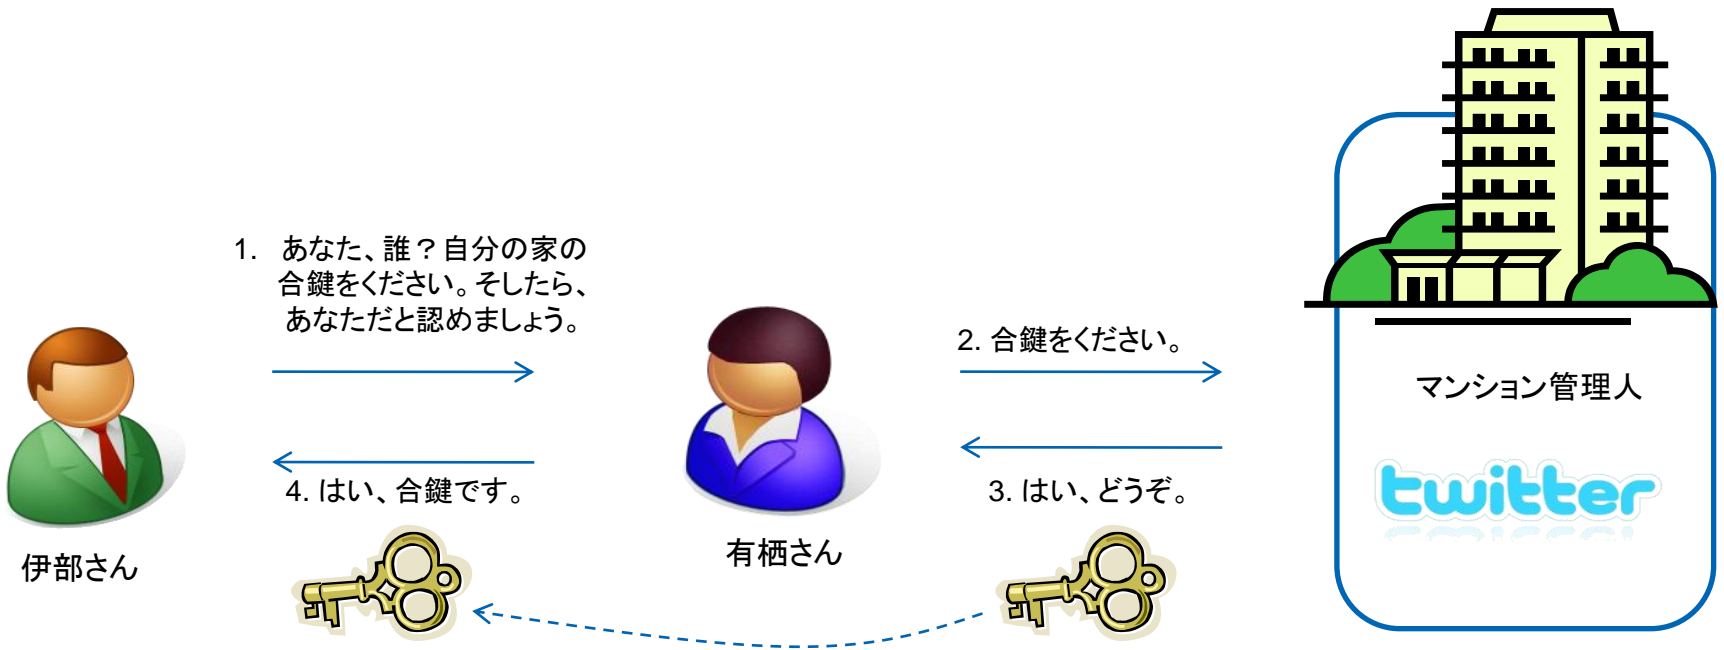 1. あなた、誰？自分の家の
合鍵をください。そしたら、
あなただと認めましょう。
2. 合鍵をください。
マンション管理人
twitter
4. はい、合鍵です。
3. はい、どうぞ。
伊部さん
有栖さん